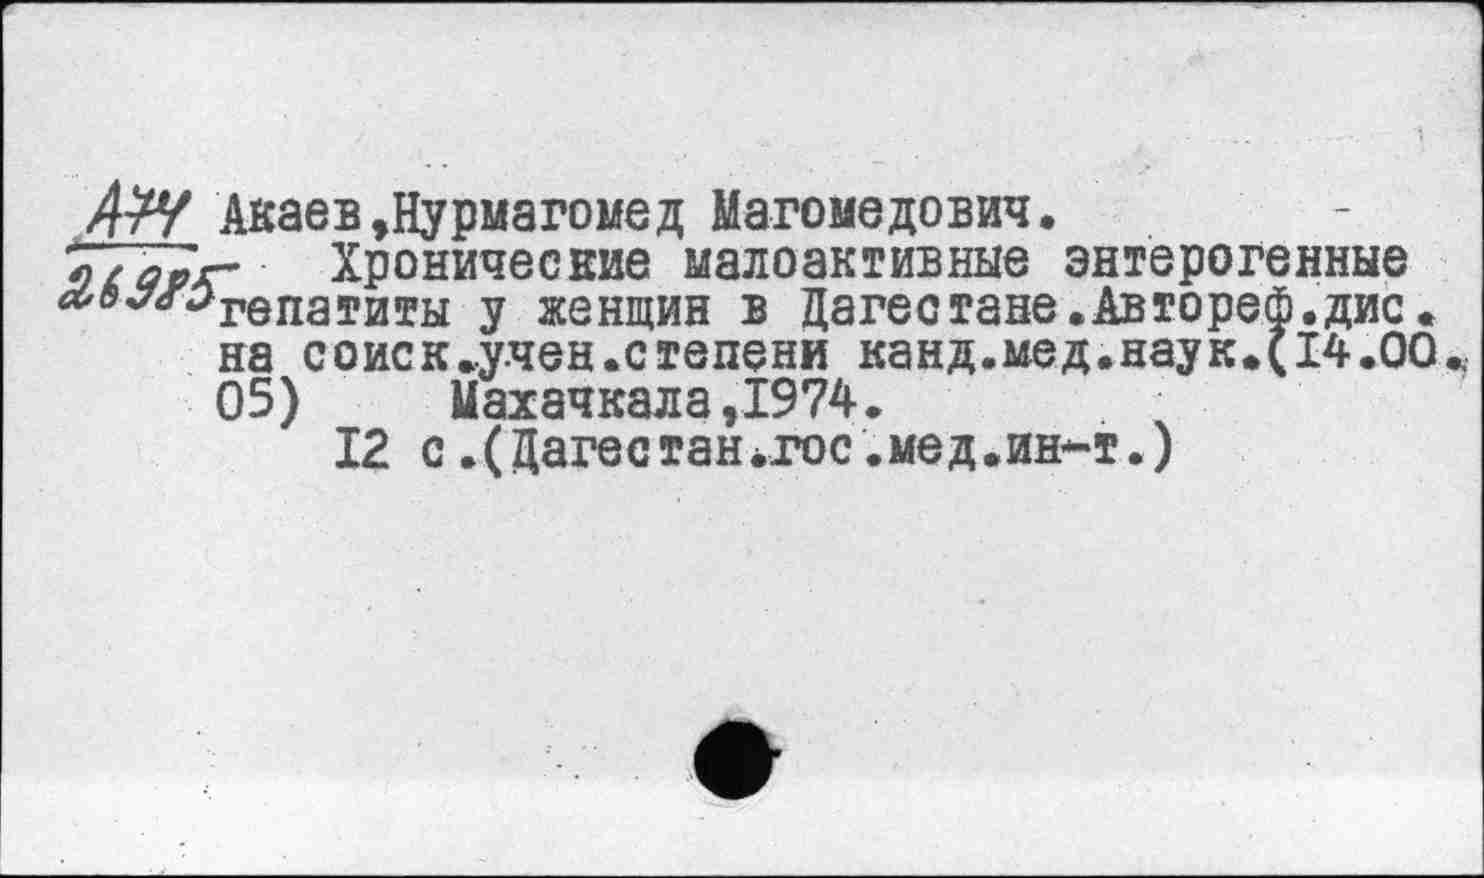 А74 Акаев,Нурмагомед Магомедович.
26985 Хронические малоактивные энтерогенные
гепатиты у женщин в Дагестане.Автореф.дис.
на соиск.учен.степени канд.мед.наук.(14.00.
05) Махачкала,1974.
12 с.(Дагестан.гос.мед.ин-т.)